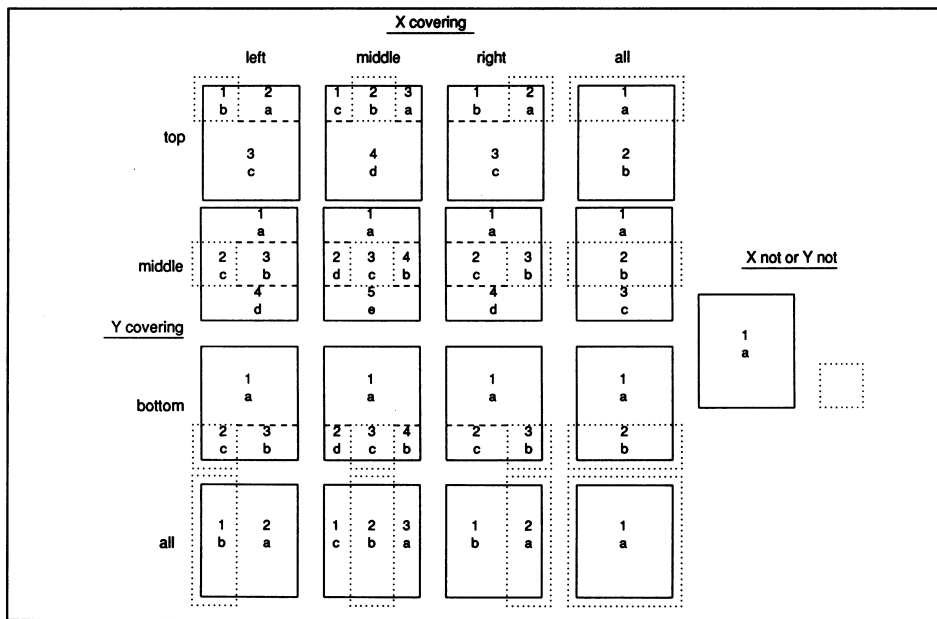 X covering
left middle right all
top
1 2 1 2 3 1 2 1
b a c b a b a a
3 4 3 2
c d c b
middle
1 1 1 1
a a a a
2 3 2 3 4 2 3 2
c b d c b c b b
4 5 4 3
d e d c
X not or Y not
1
a
Y covering
bottom
1 1 1 1
a a a a
2 3 2 3 4 2 3 2
c b d c b c b b
all
1 2 1 2 3 1 2 1
b a c b a b a a